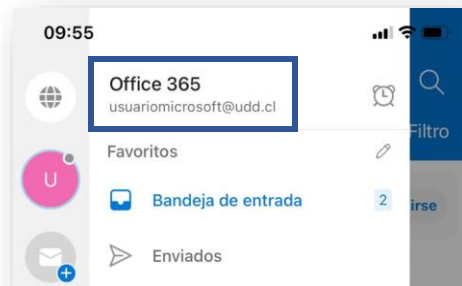 09:55
Office 365
usuariomicrosoft@udd.cl
Filtro
Favoritos
U
Bandeja de entrada 2
irse
Enviados